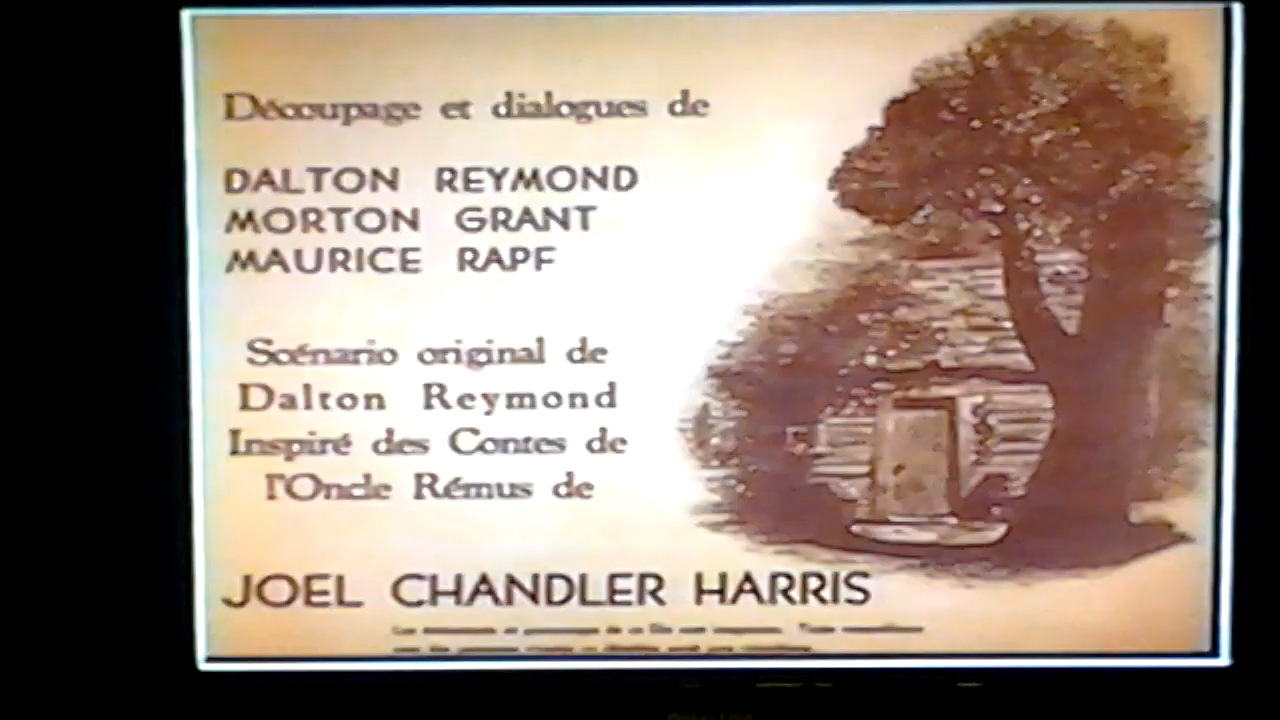 Découpage et dialogues de
DALTON REYMOND
MORTON GRANT
MAURICE RAPF
Scénario original de
Dalton Reymond
Inspiré des Contes de
l'Oncle Rémus de
JOEL CHANDLER HARRIS